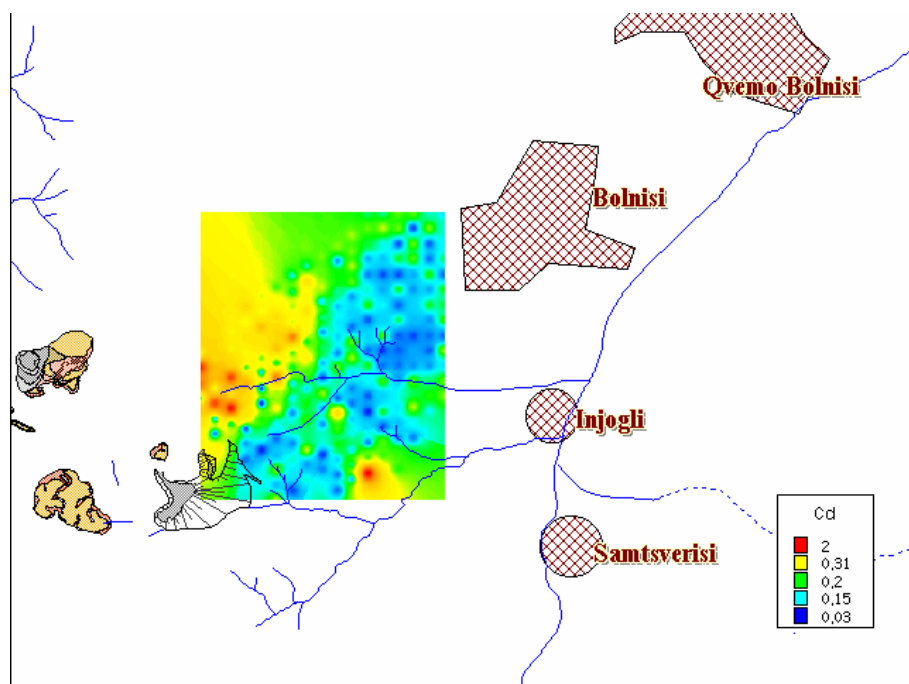 Qvemo Bolnisi
Bolnisi
Injogli
Samtsverisi
Cd
2
0,31
0,2
0,15
0,03